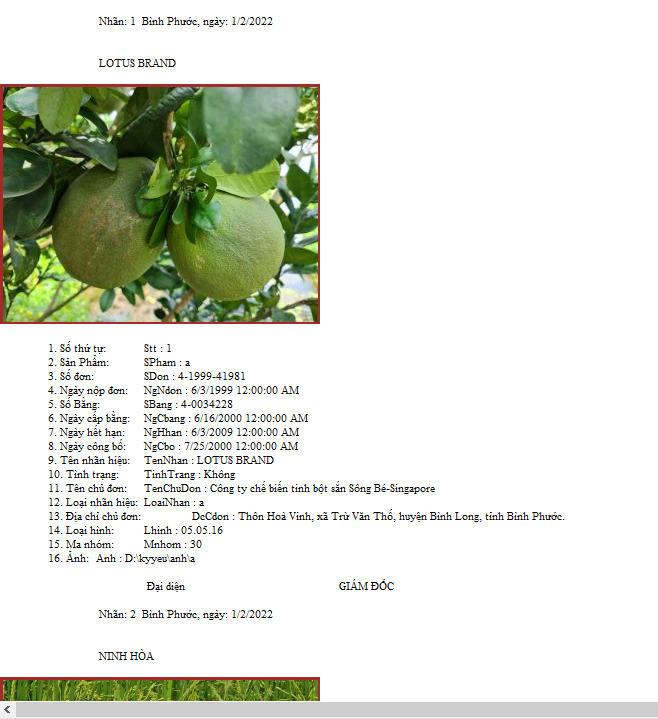 Nhãn: 1 Bình Phước, ngày: 1/2/2022
LOTUS BRAND
1. Số thứ tự: Stt : 1
2. Sản Phẩm: SPham : a
3. Số đơn: SDon : 4-1999-41981
4. Ngày nộp đơn: NgNdon : 6/3/1999 12:00:00 AM
5. Số Bằng: SBang : 4-0034228
6. Ngày cấp bằng: NgCbang : 6/16/2000 12:00:00 AM
7. Ngày hết hạn: NgHhan : 6/3/2009 12:00:00 AM
8. Ngày công bố: NgCbo : 7/25/2000 12:00:00 AM
9. Tên nhãn hiệu: TenNhan : LOTUS BRAND
10. Tình trạng: TinhTrang : Không
11. Tên chủ đơn: TenChuDon : Công ty chế biến tinh bột sắn Sông Bé-Singapore
12. Loại nhãn hiệu: LoaiNhan : a
13. Địa chỉ chủ đơn: DcCdon : Thôn Hoà Vinh, xã Trừ Văn Thố, huyện Bình Long, tỉnh Bình Phước.
14. Loại hình: Lhinh : 05.05.16
15. Ma nhóm: Mnhom : 30
16. Ảnh: Anh : D:\kyyeu\anh\a
Đại diện GIÁM ĐỐC
Nhãn: 2 Bình Phước, ngày: 1/2/2022
NINH HÒA